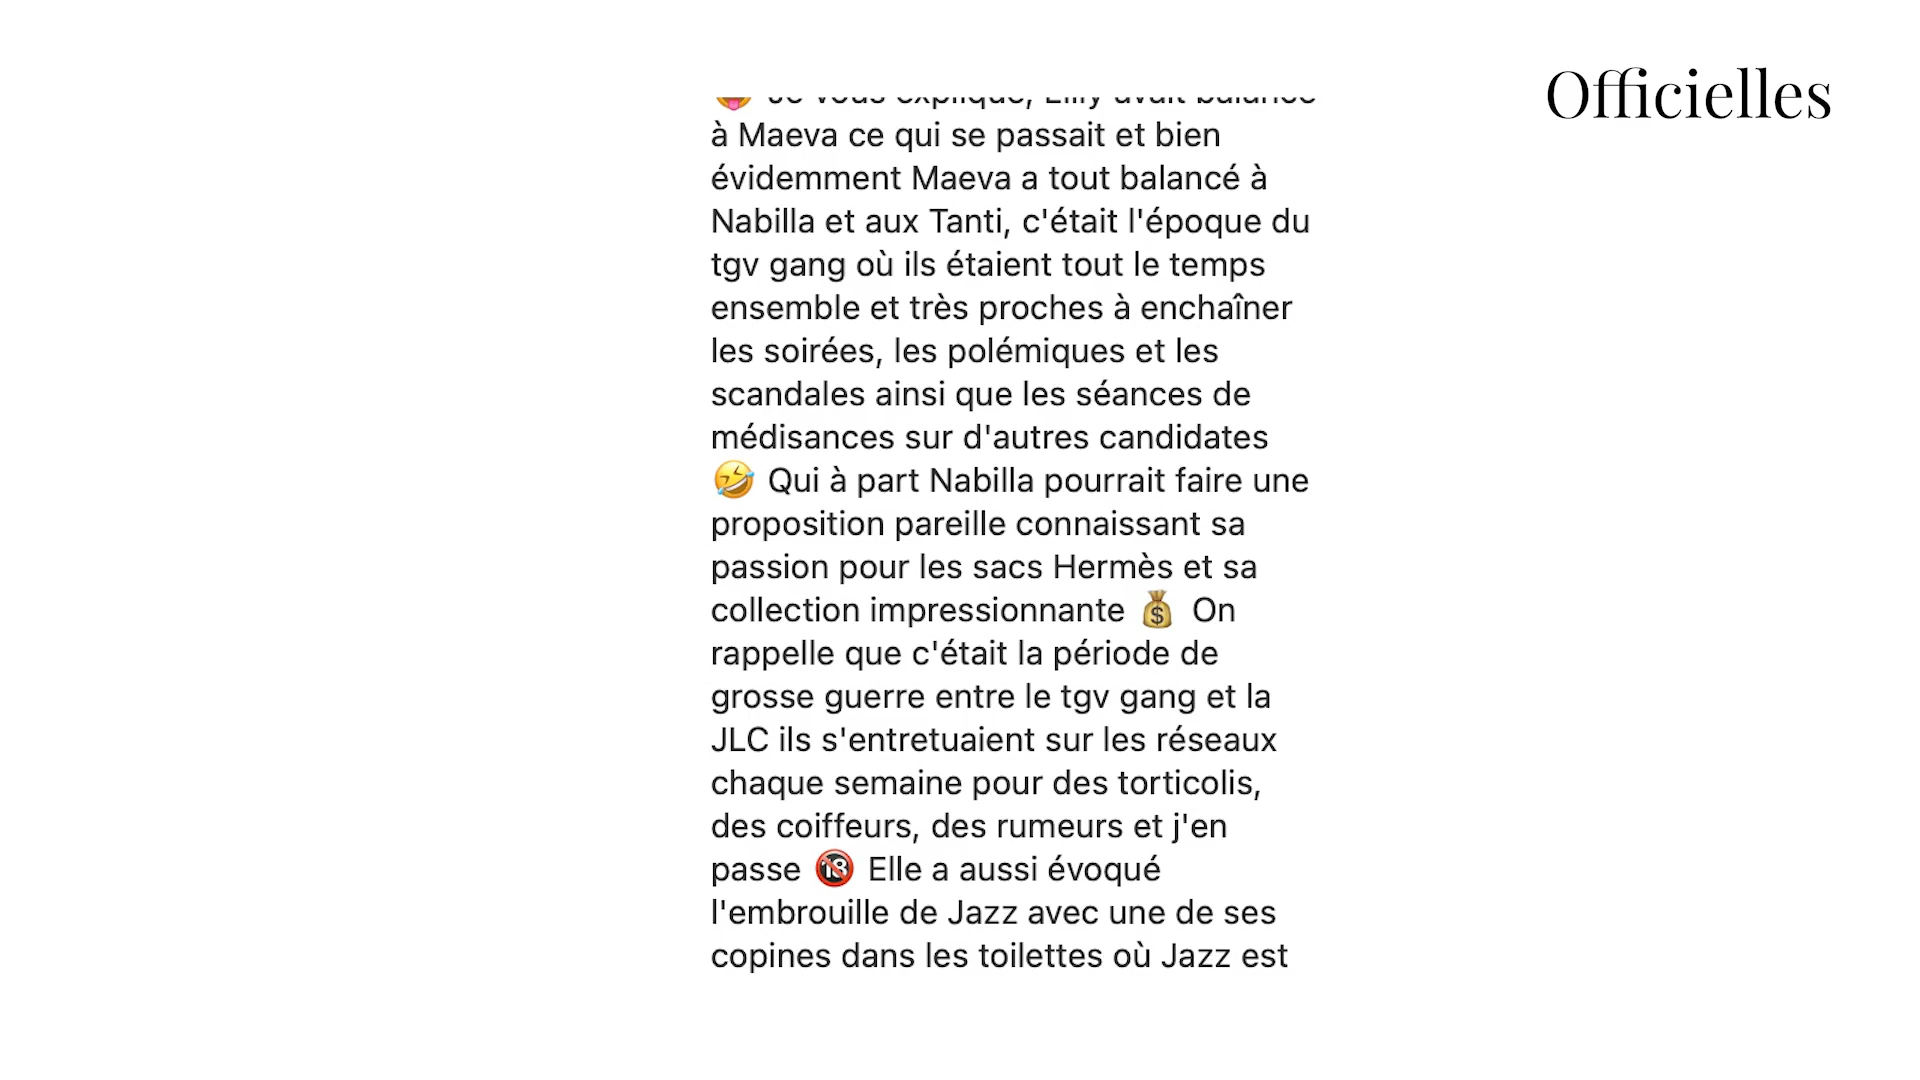 Officielles
😝 Je vous explique, Lilly avait balancé
à Maeva ce qui se passait et bien
évidemment Maeva a tout balancé à
Nabilla et aux Tanti, c'était l'époque du
tgv gang où ils étaient tout le temps
ensemble et très proches à enchaîner
les soirées, les polémiques et les
scandales ainsi que les séances de
médisances sur d'autres candidates
🤣 Qui à part Nabilla pourrait faire une
proposition pareille connaissant sa
passion pour les sacs Hermès et sa
collection impressionnante 💰 On
rappelle que c'était la période de
grosse guerre entre le tgv gang et la
JLC ils s'entretuaient sur les réseaux
chaque semaine pour des torticolis,
des coiffeurs, des rumeurs et j'en
passe 🔞 Elle a aussi évoqué
l'embrouille de Jazz avec une de ses
copines dans les toilettes où Jazz est